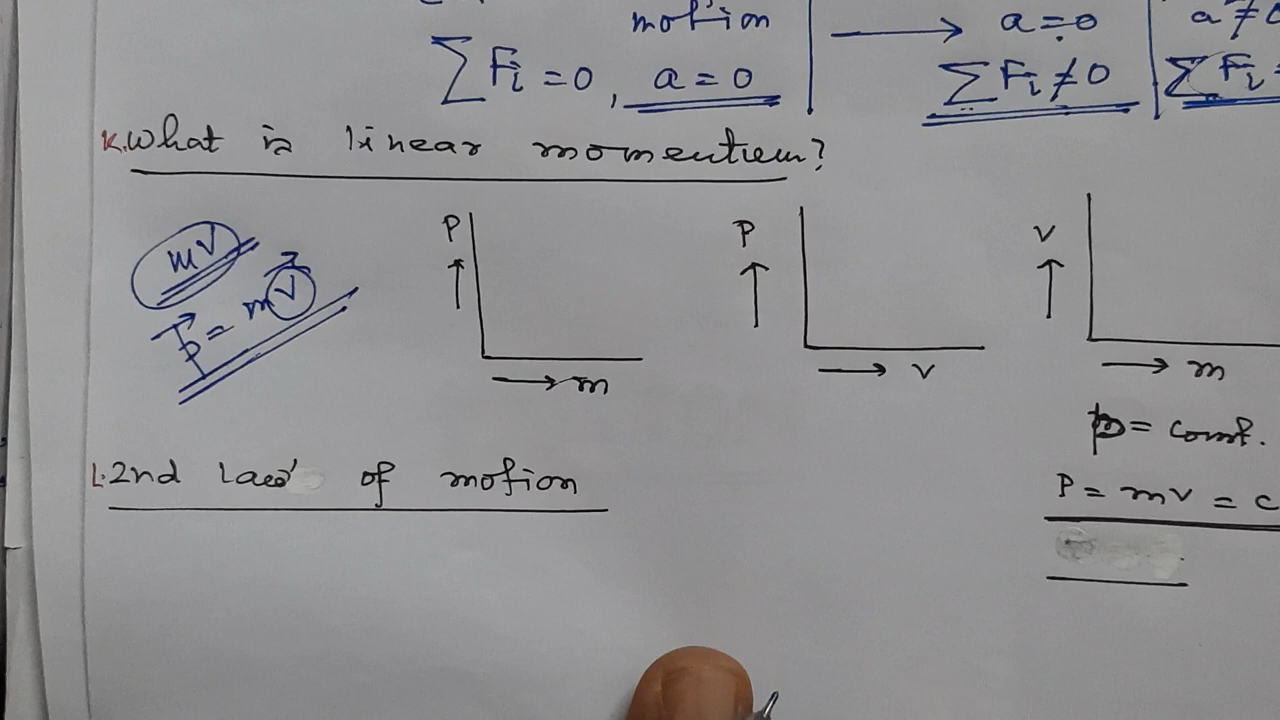 motion
a = 0
a ≠ 0
∑Fi = 0, a = 0
∑Fi ≠ 0
∑Fi =
K. What is linear momentum?
mv
p⃗ = mv⃗
P
m
P
v
v
m
p = const.
P = mv = c
L. 2nd law of motion